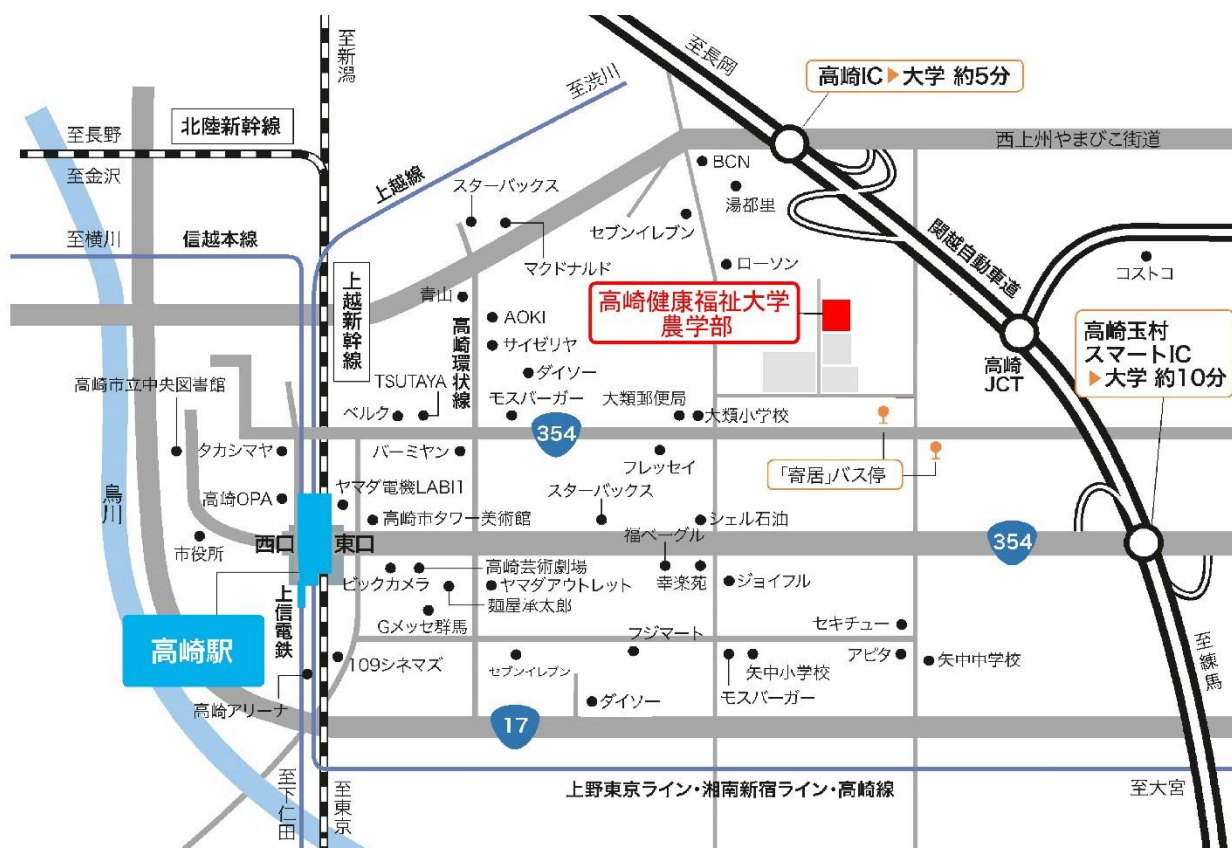 至新潟
至長岡
高崎IC▶大学 約5分
至渋川
北陸新幹線
至長野
至金沢
西上州やまびこ街道
上越線
BCN
湯都里
スターバックス
セブンイレブン
至横川
信越本線
マクドナルド
関越自動車道
ローソン
コストコ
上越新幹線
青山
高崎健康福祉大学
農学部
AOKI
高崎環状線
サイゼリヤ
高崎玉村
スマートIC
▶大学 約10分
高崎
JCT
ダイソー
TSUTAYA
高崎市立中央図書館
モスバーガー
大類郵便局
ベルク
大類小学校
354
タカシマヤ
バーミヤン
フレッセイ
「寄居」バス停
ヤマダ電機LABI1
スターバックス
高崎OPA
烏川
高崎市タワー美術館
シェル石油
福ベーグル
354
西口
東口
市役所
高崎芸術劇場
ビックカメラ
ヤマダアウトレット
幸楽苑
ジョイフル
麺屋承太郎
上信電鉄
Gメッセ群馬
フジマート
セキチュー
高崎駅
109シネマズ
セブンイレブン
矢中小学校
アピタ
矢中中学校
至練馬
モスバーガー
高崎アリーナ
ダイソー
17
至下仁田
至東京
上野東京ライン・湘南新宿ライン・高崎線
至大宮